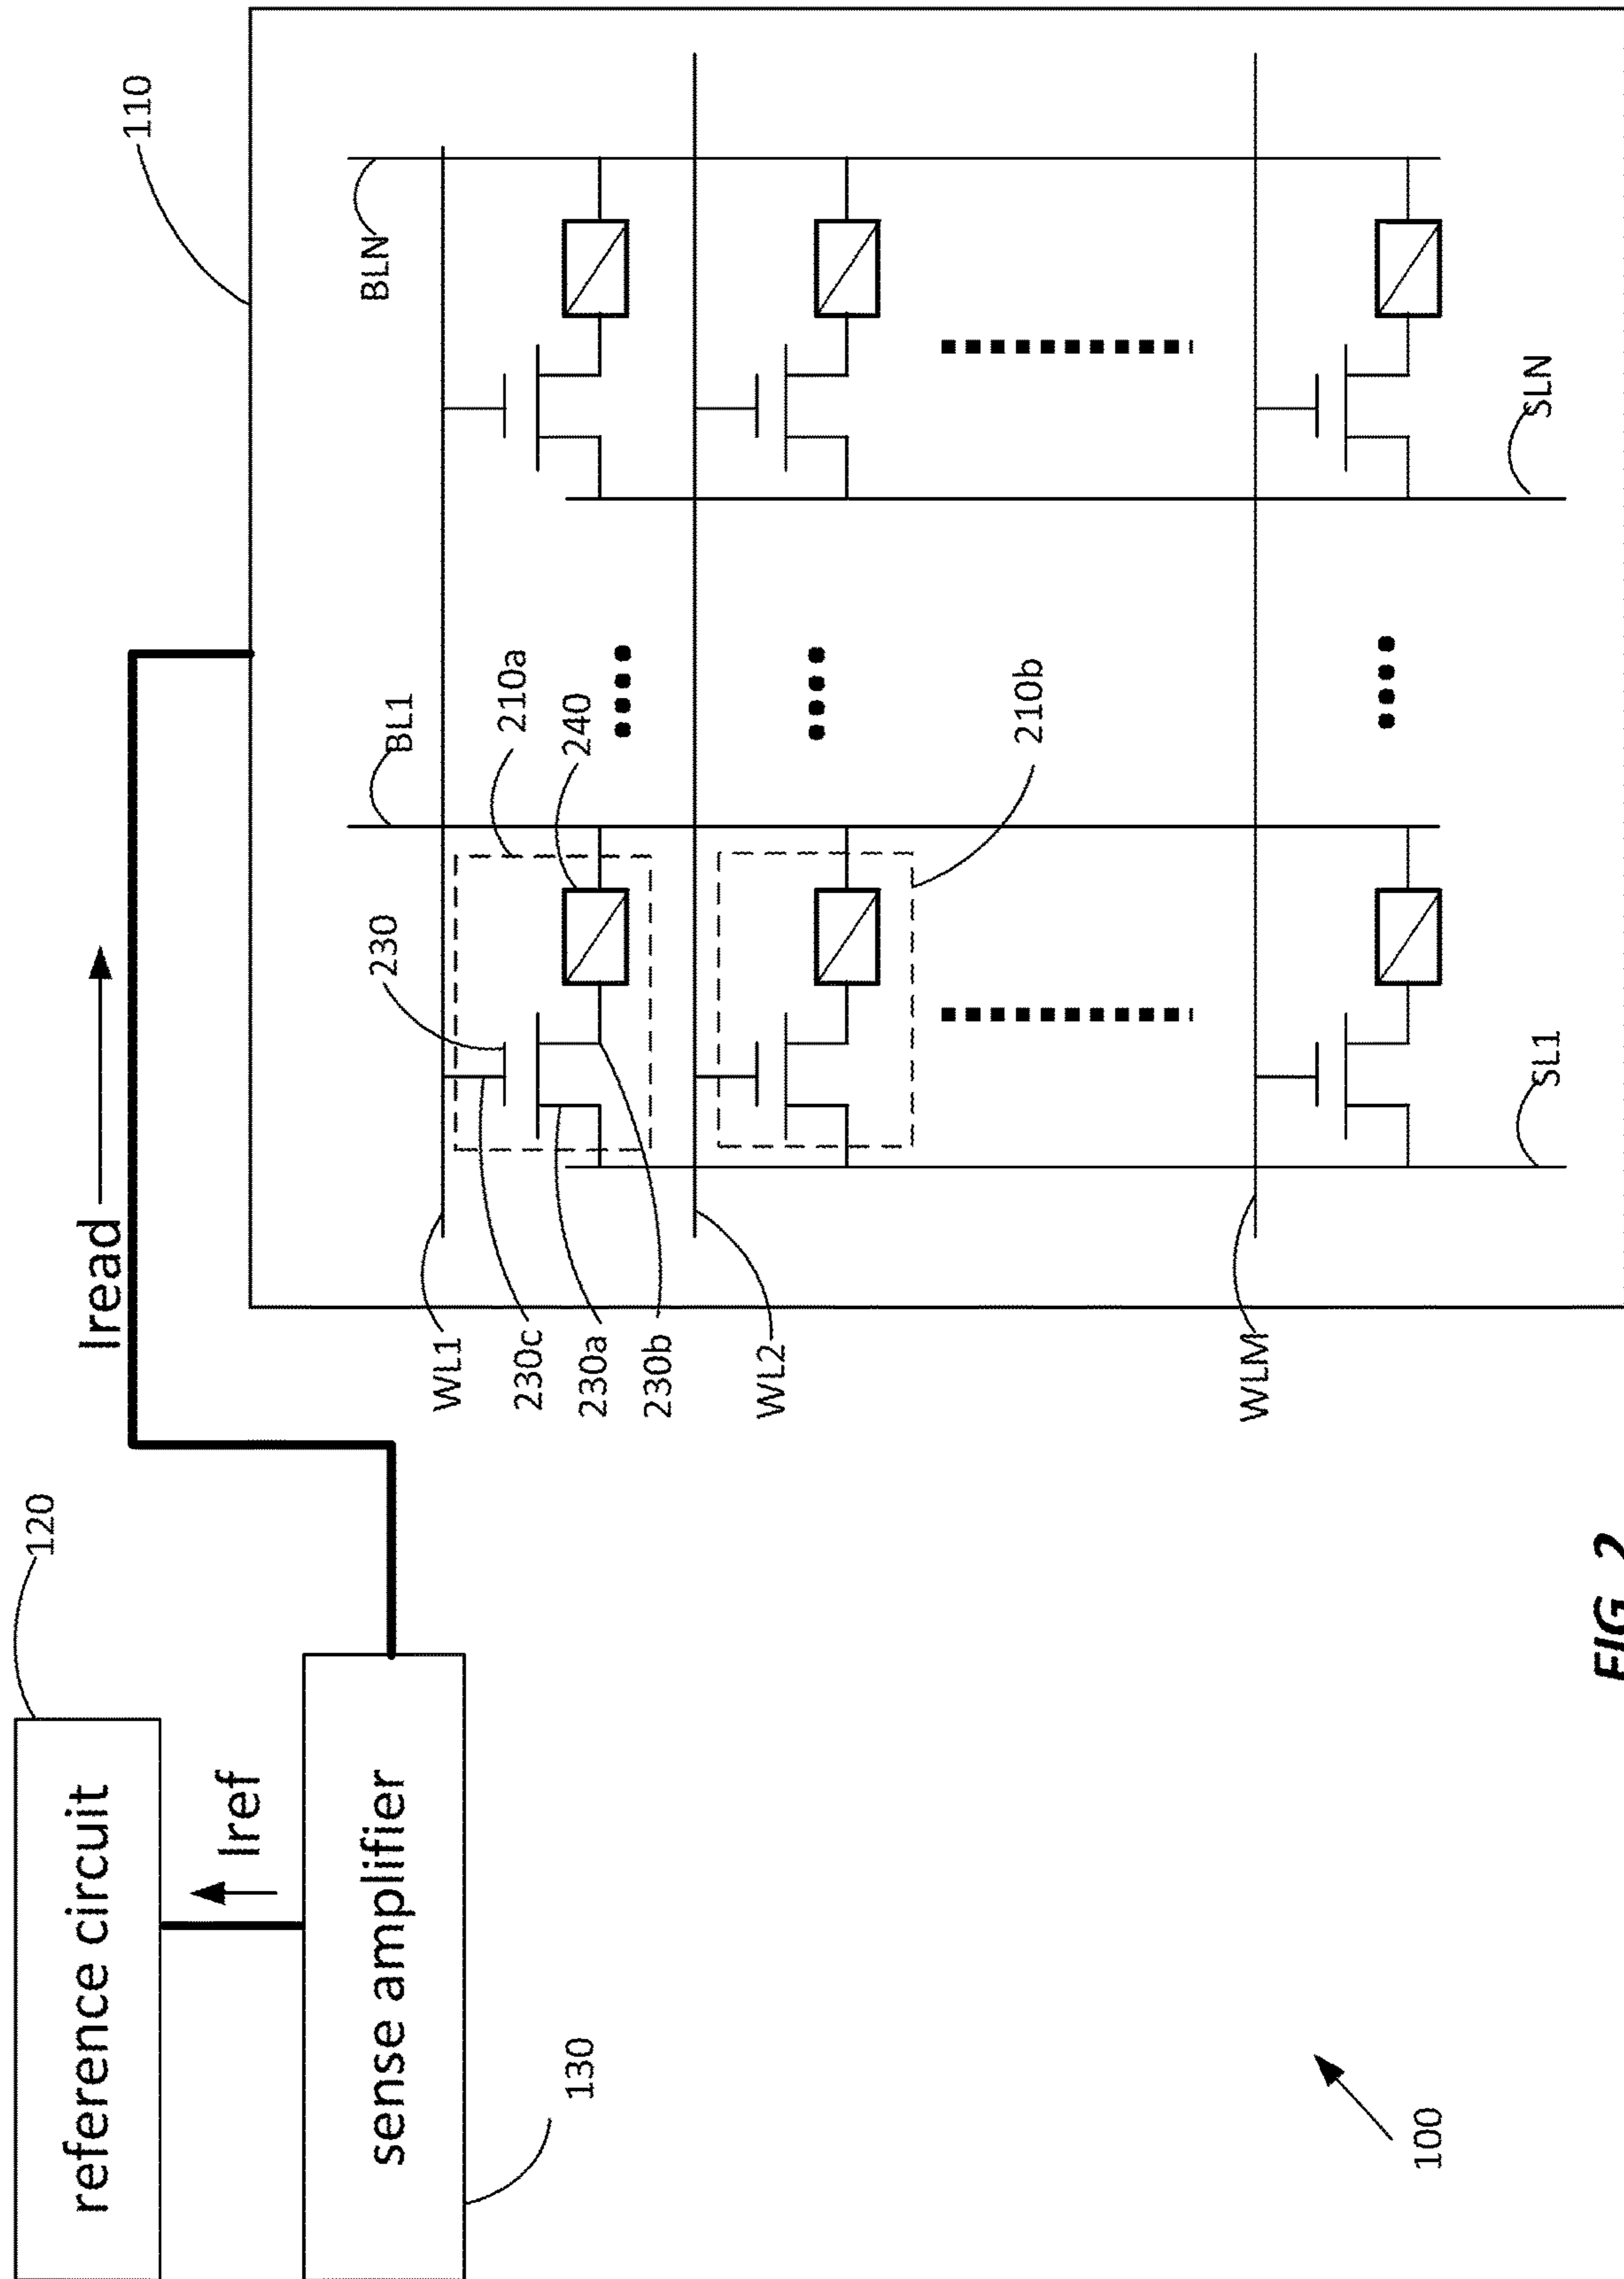 120
reference circuit
Iref
sense amplifier
130
Iread
110
BL1
BLN
WL1
230
210a
240
230c
230a
230b
WL2
210b
WLM
SL1
SLN
100
FIG. 2